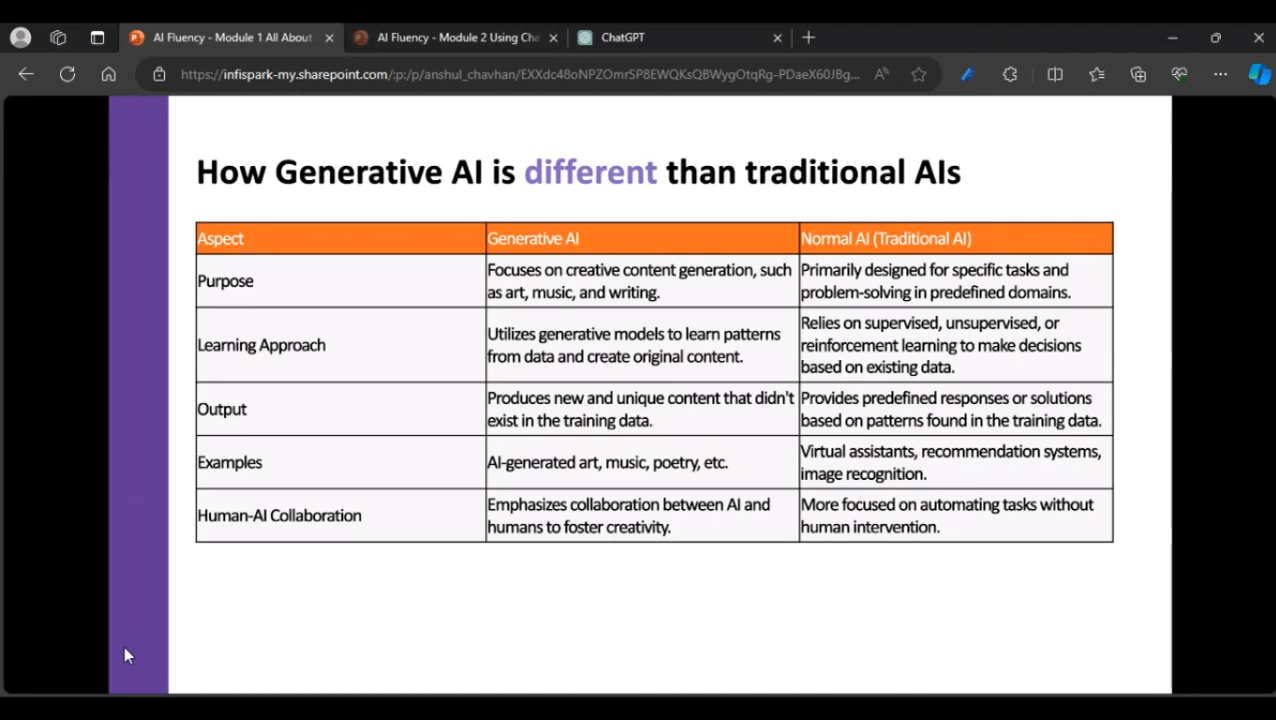 AI Fluency - Module 1 All About
AI Fluency - Module 2 Using Cha
ChatGPT
https://infispark-my.sharepoint.com/:p:/p/anshul_chavhan/EXXdc48oNPZOmrSP8EWQKsQBWygOtqRg-PDaeX60JBg...
How Generative AI is different than traditional AIs
Aspect
Generative AI
Normal AI (Traditional AI)
Purpose
Focuses on creative content generation, such
as art, music, and writing.
Primarily designed for specific tasks and
problem-solving in predefined domains.
Learning Approach
Utilizes generative models to learn patterns
from data and create original content.
Relies on supervised, unsupervised, or
reinforcement learning to make decisions
based on existing data.
Output
Produces new and unique content that didn't
exist in the training data.
Provides predefined responses or solutions
based on patterns found in the training data.
Examples
AI-generated art, music, poetry, etc.
Virtual assistants, recommendation systems,
image recognition.
Human-AI Collaboration
Emphasizes collaboration between AI and
humans to foster creativity.
More focused on automating tasks without
human intervention.